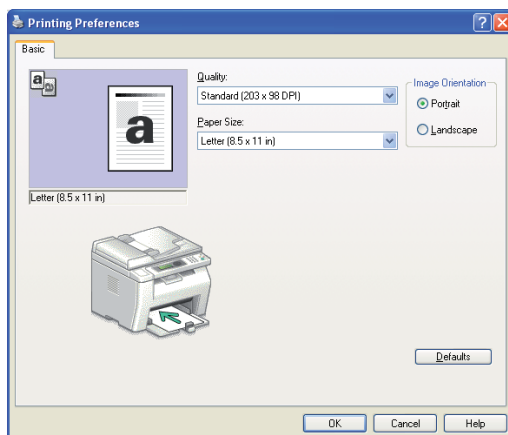 Printing Preferences
Basic
a
a
a
Quality:
Standard (203 x 98 DPI)
Paper Size:
Letter (8.5 x 11 in)
Image Orientation
Portrait
Landscape
Letter (8.5 x 11 in)
Defaults
OK
Cancel
Help